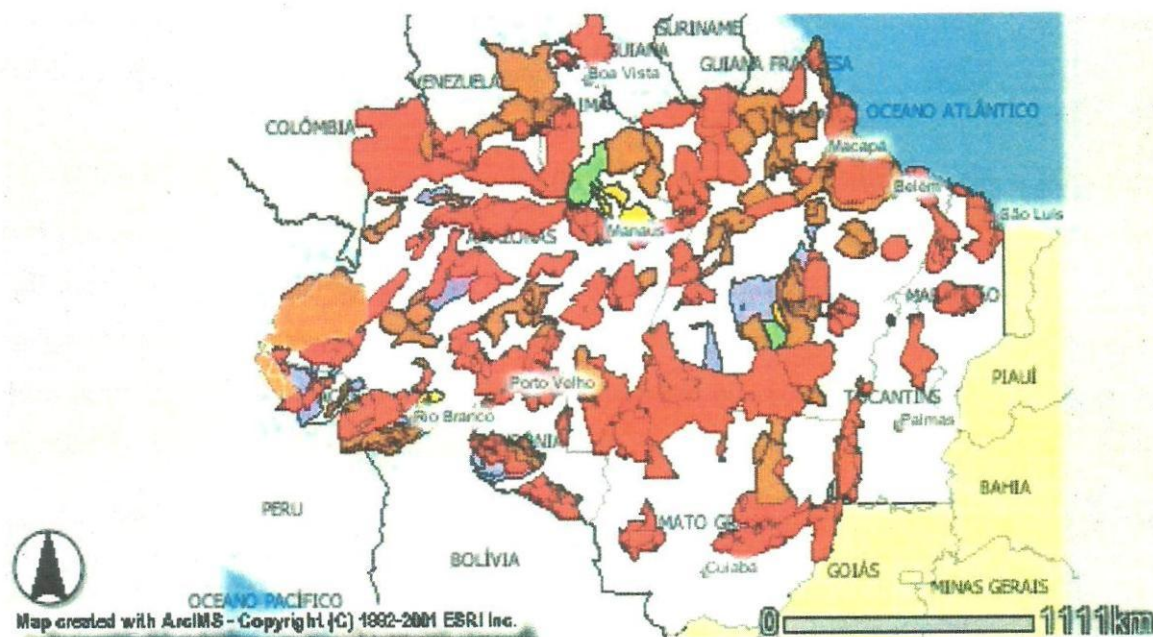 SURINAME
GUIANA
Boa Vista
GUIANA FRANCESA
VENEZUELA
OCEANO ATLÂNTICO
COLÔMBIA
Macapá
Belém
São Luís
Manaus
AMAZONAS
PIAUÍ
Porto Velho
TOCANTINS
Rio Branco
Palmas
BAHIA
PERU
MATO
BOLÍVIA
Cuiabá
GOIÁS
MINAS GERAIS
OCEANO PACÍFICO
Map created with ArcIMS - Copyright (C) 1992-2001 ESRI Inc.
0 1111km